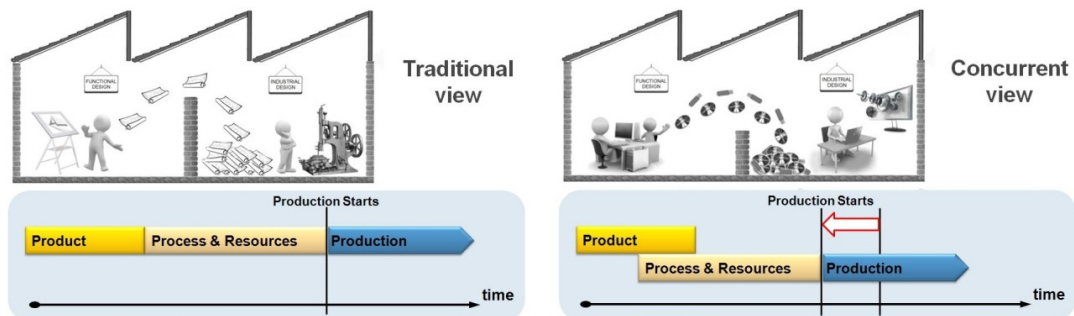 FUNCTIONAL
DESIGN
INDUSTRIAL
DESIGN
Traditional
view
Production Starts
Product
Process & Resources
Production
time
FUNCTIONAL
DESIGN
INDUSTRIAL
DESIGN
Concurrent
view
Production Starts
Product
Process & Resources
Production
time